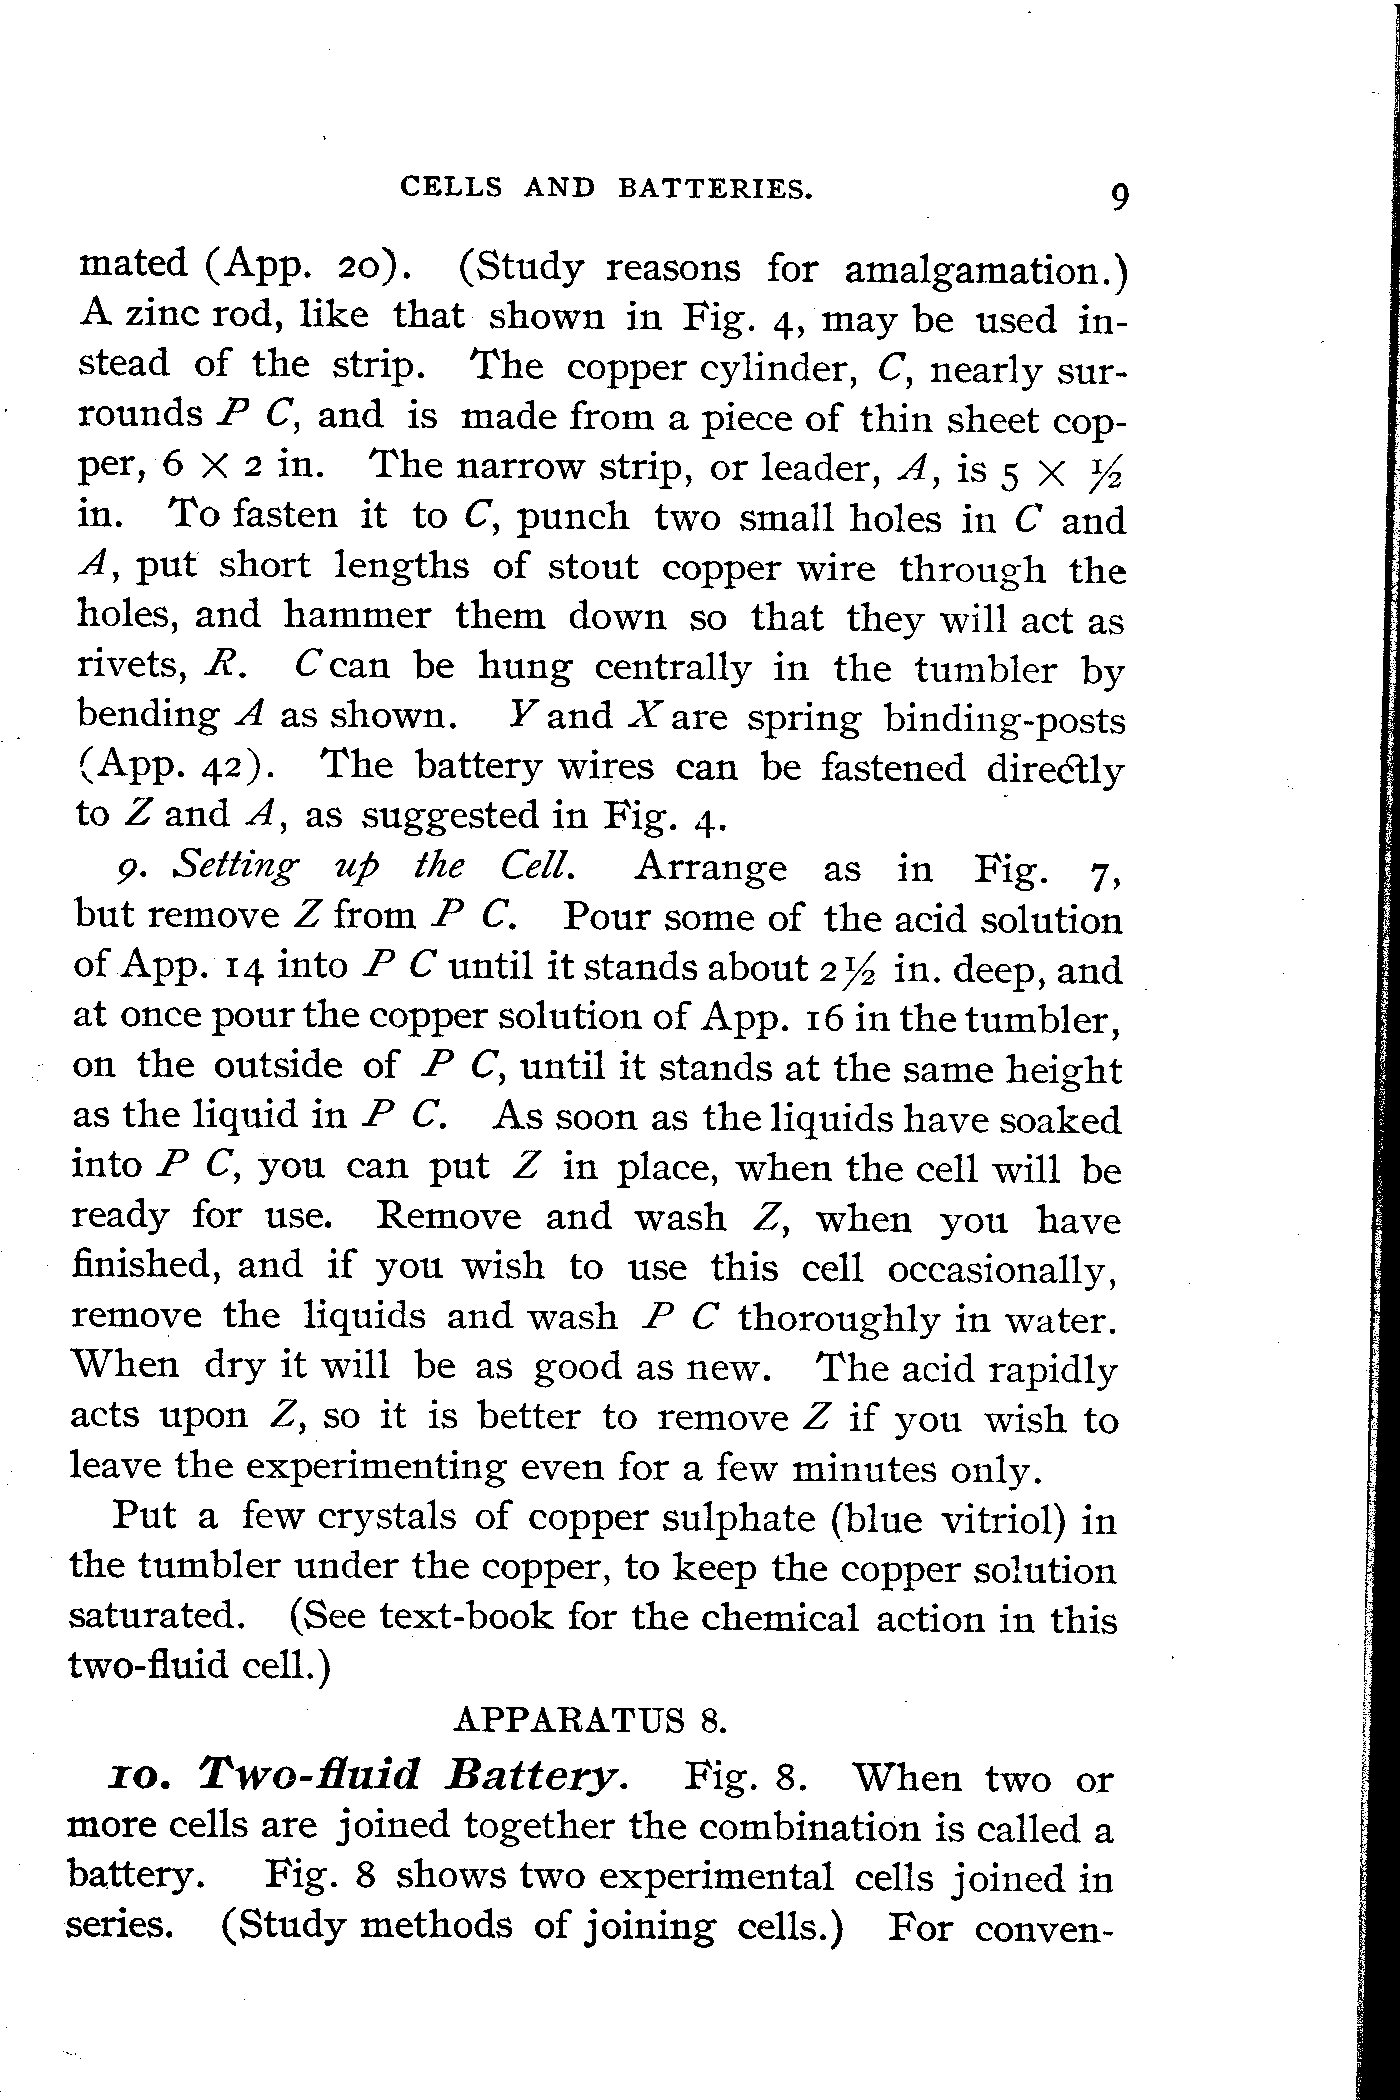 CELLS AND BATTERIES. 9
mated (App. 20). (Study reasons for amalgamation.)
A zinc rod, like that shown in Fig. 4, may be used in-
stead of the strip. The copper cylinder, C, nearly sur-
rounds P C, and is made from a piece of thin sheet cop-
per, 6 X 2 in. The narrow strip, or leader, A, is 5 X ½
in. To fasten it to C, punch two small holes in C and
A, put short lengths of stout copper wire through the
holes, and hammer them down so that they will act as
rivets, R. C can be hung centrally in the tumbler by
bending A as shown. Y and X are spring binding-posts
(App. 42). The battery wires can be fastened directly
to Z and A, as suggested in Fig. 4.
9. Setting up the Cell. Arrange as in Fig. 7,
but remove Z from P C. Pour some of the acid solution
of App. 14 into P C until it stands about 2½ in. deep, and
at once pour the copper solution of App. 16 in the tumbler,
on the outside of P C, until it stands at the same height
as the liquid in P C. As soon as the liquids have soaked
into P C, you can put Z in place, when the cell will be
ready for use. Remove and wash Z, when you have
finished, and if you wish to use this cell occasionally,
remove the liquids and wash P C thoroughly in water.
When dry it will be as good as new. The acid rapidly
acts upon Z, so it is better to remove Z if you wish to
leave the experimenting even for a few minutes only.
Put a few crystals of copper sulphate (blue vitriol) in
the tumbler under the copper, to keep the copper solution
saturated. (See text-book for the chemical action in this
two-fluid cell.)
APPARATUS 8.
10. Two-fluid Battery. Fig. 8. When two or
more cells are joined together the combination is called a
battery. Fig. 8 shows two experimental cells joined in
series. (Study methods of joining cells.) For conven-